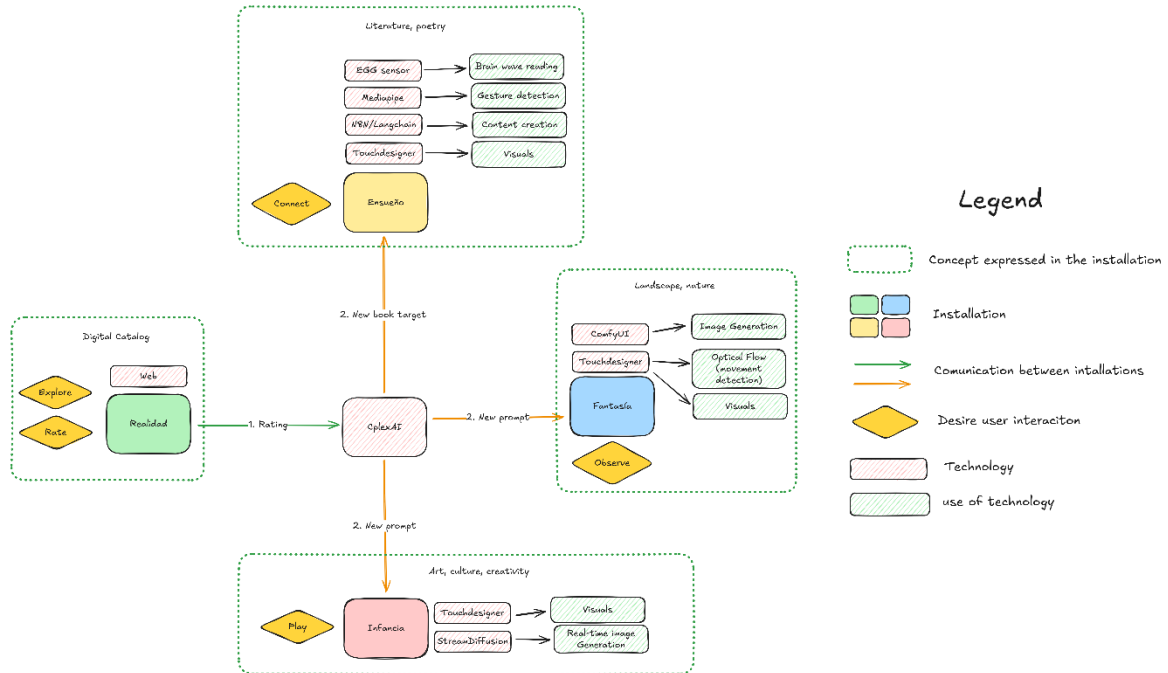 Literature, poetry
EGG sensor
Brain wave reading
Mediapipe
Gesture detection
N8N/Langchain
Content creation
Touchdesigner
Visuals
Connect
Ensueño
2. New book target
Digital Catalog
Web
Explore
Rate
Realidad
1. Rating
CplexAI
2. New prompt
Landscape, nature
ComfyUI
Image Generation
Touchdesigner
Optical Flow
(movement
detection)
Fantasía
Visuals
Observe
2. New prompt
Art, culture, creativity
Play
Infancia
Touchdesigner
Visuals
StreamDiffusion
Real-time image
Generation
Legend
Concept expressed in the installation
Installation
Comunication between intallations
Desire user interaciton
Technology
use of technology